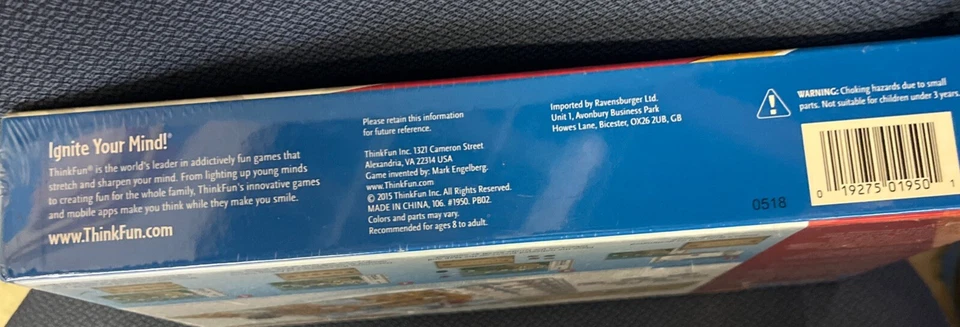 Ignite Your Mind!®
ThinkFun® is the world's leader in addictively fun games that
stretch and sharpen your mind. From lighting up young minds
to creating fun for the whole family, ThinkFun's innovative games
and mobile apps make you think while they make you smile.
www.ThinkFun.com
Please retain this information
for future reference.
ThinkFun Inc. 1321 Cameron Street
Alexandria, VA 22314 USA
Game invented by: Mark Engelberg.
www.ThinkFun.com
© 2015 ThinkFun Inc. All Rights Reserved.
MADE IN CHINA, 106. #1950. PB02.
Colors and parts may vary.
Recommended for ages 8 to adult.
Imported by Ravensburger Ltd.
Unit 1, Avonbury Business Park
Howes Lane, Bicester, OX26 2UB, GB
WARNING: Choking hazards due to small
parts. Not suitable for children under 3 years.
0 19275 01950 1
0518